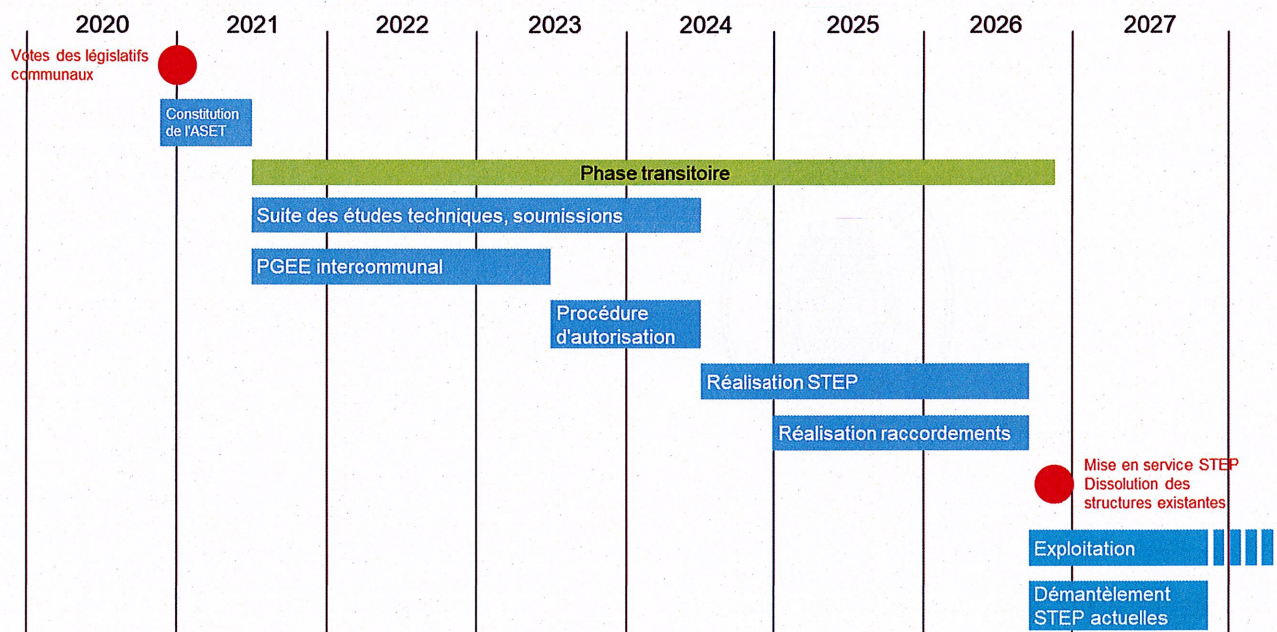 2020 2021 2022 2023 2024 2025 2026 2027
Votes des législatifs
communaux
Constitution
de l'ASET
Phase transitoire
Suite des études techniques, soumissions
PGEE intercommunal
Procédure
d'autorisation
Réalisation STEP
Réalisation raccordements
Mise en service STEP
Dissolution des
structures existantes
Exploitation
Démantèlement
STEP actuelles